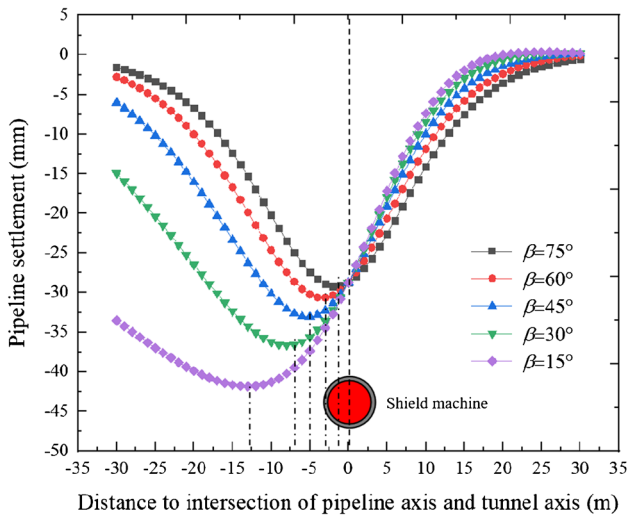 5
0
-5
-10
-15
-20
-25
-30
-35
-40
-45
-50
Pipeline settlement (mm)
β=75°
β=60°
β=45°
β=30°
β=15°
Shield machine
-35 -30 -25 -20 -15 -10 -5 0 5 10 15 20 25 30 35
Distance to intersection of pipeline axis and tunnel axis (m)